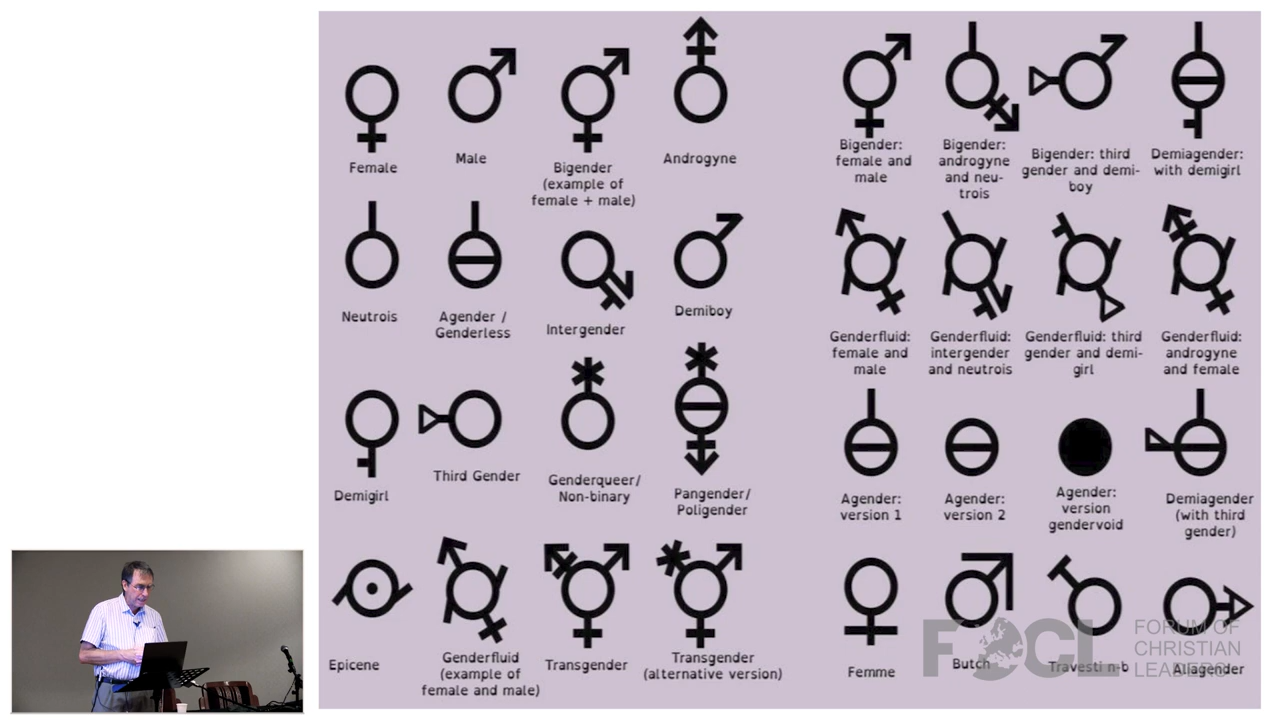 Female
Male
Bigender
(example of
female + male)
Androgyne
Bigender:
female and
male
Bigender:
androgyne
and neu-
trois
Bigender: third
gender and demi-
boy
Demiagender:
with demigirl
Neutrois
Agender /
Genderless
Intergender
Demiboy
Genderfluid:
female and
male
Genderfluid:
intergender
and neutrois
Genderfluid: third
gender and demi-
girl
Genderfluid:
androgyne
and female
Demigirl
Third Gender
Genderqueer/
Non-binary
Pangender/
Poligender
Agender:
version 1
Agender:
version 2
Agender:
version
gendervoid
Demiagender
(with third
gender)
Epicene
Genderfluid
(example of
female and male)
Transgender
Transgender
(alternative version)
Femme
Butch
Travesti n-b
Aliagender
FOCL
FORUM OF
CHRISTIAN
LEADERS